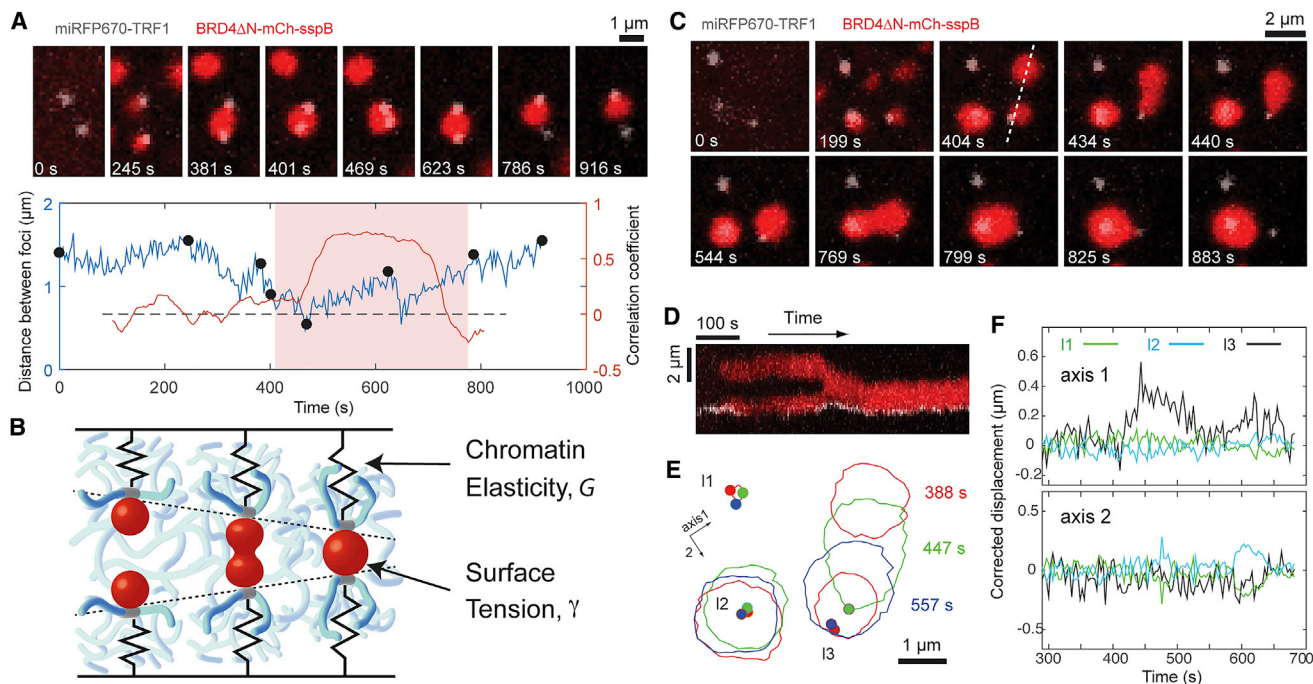 A
miRFP670-TRF1 BRD4ΔN-mCh-sspB
1 μm
0 s
245 s
381 s
401 s
469 s
623 s
786 s
916 s
Distance between foci (μm)
2
1
0
1
0.5
0
-0.5
Correlation coefficient
0 200 400 600 800 1000
Time (s)
B
Chromatin
Elasticity, G
Surface
Tension, γ
C
miRFP670-TRF1 BRD4ΔN-mCh-sspB
2 μm
0 s
199 s
404 s
434 s
440 s
544 s
769 s
799 s
825 s
883 s
D
100 s
Time
2 μm
E
l1
axis1
2
l2
l3
388 s
447 s
557 s
1 μm
F
l1 l2 l3
axis 1
0.6
0.4
0.2
0
-0.2
Corrected displacement (μm)
axis 2
0.5
0
-0.5
300 400 500 600 700
Time (s)